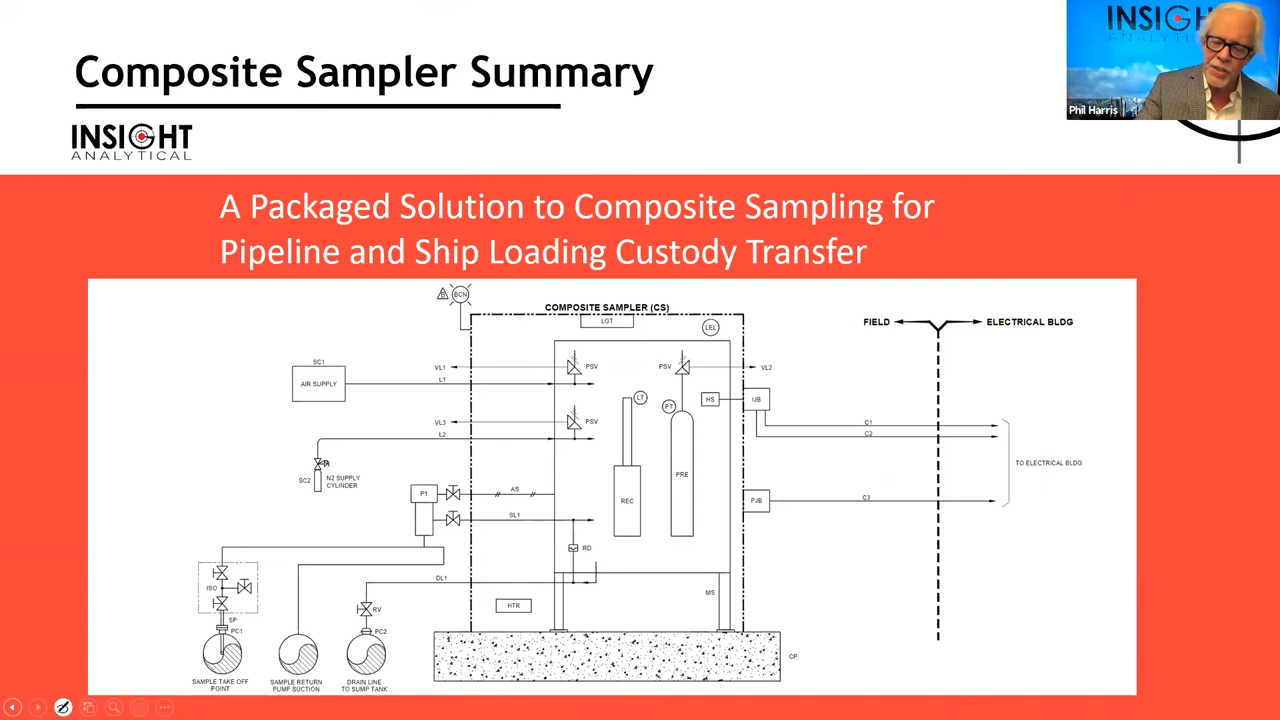 Composite Sampler Summary
INSIGHT
ANALYTICAL
INSIGHT
Phil Harris
A Packaged Solution to Composite Sampling for
Pipeline and Ship Loading Custody Transfer
BCN
COMPOSITE SAMPLER (CS)
LGT
LEL
FIELD
ELECTRICAL BLDG
SC1
AIR SUPPLY
VL1
L1
PSV
PSV
VL2
LT
PT
HS
IJB
VL3
L2
PSV
C1
C2
SC2
N2 SUPPLY
CYLINDER
TO ELECTRICAL BLDG
PRE
P1
AS
REC
PJB
C3
SL1
RD
ISO
DL1
MS
HTR
RV
SP
PC1
PC2
CP
SAMPLE TAKE OFF
POINT
SAMPLE RETURN
PUMP SUCTION
DRAIN LINE
TO SUMP TANK